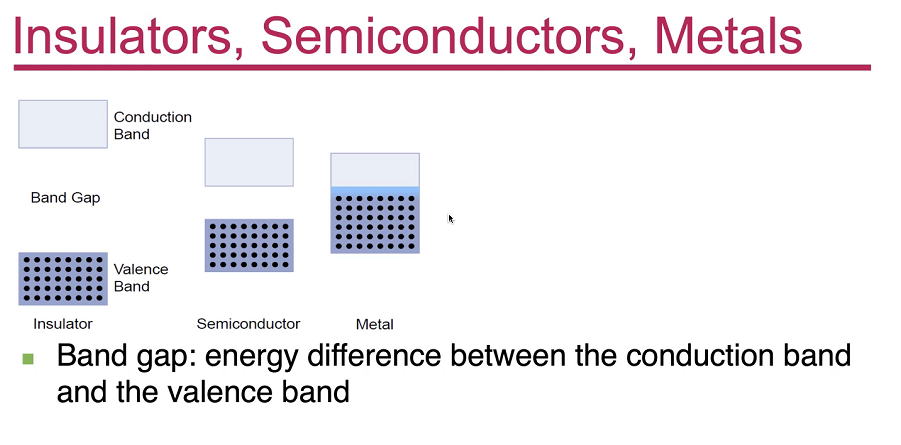 Insulators, Semiconductors, Metals
Conduction
Band
Band Gap
Valence
Band
Insulator
Semiconductor
Metal
Band gap: energy difference between the conduction band
and the valence band